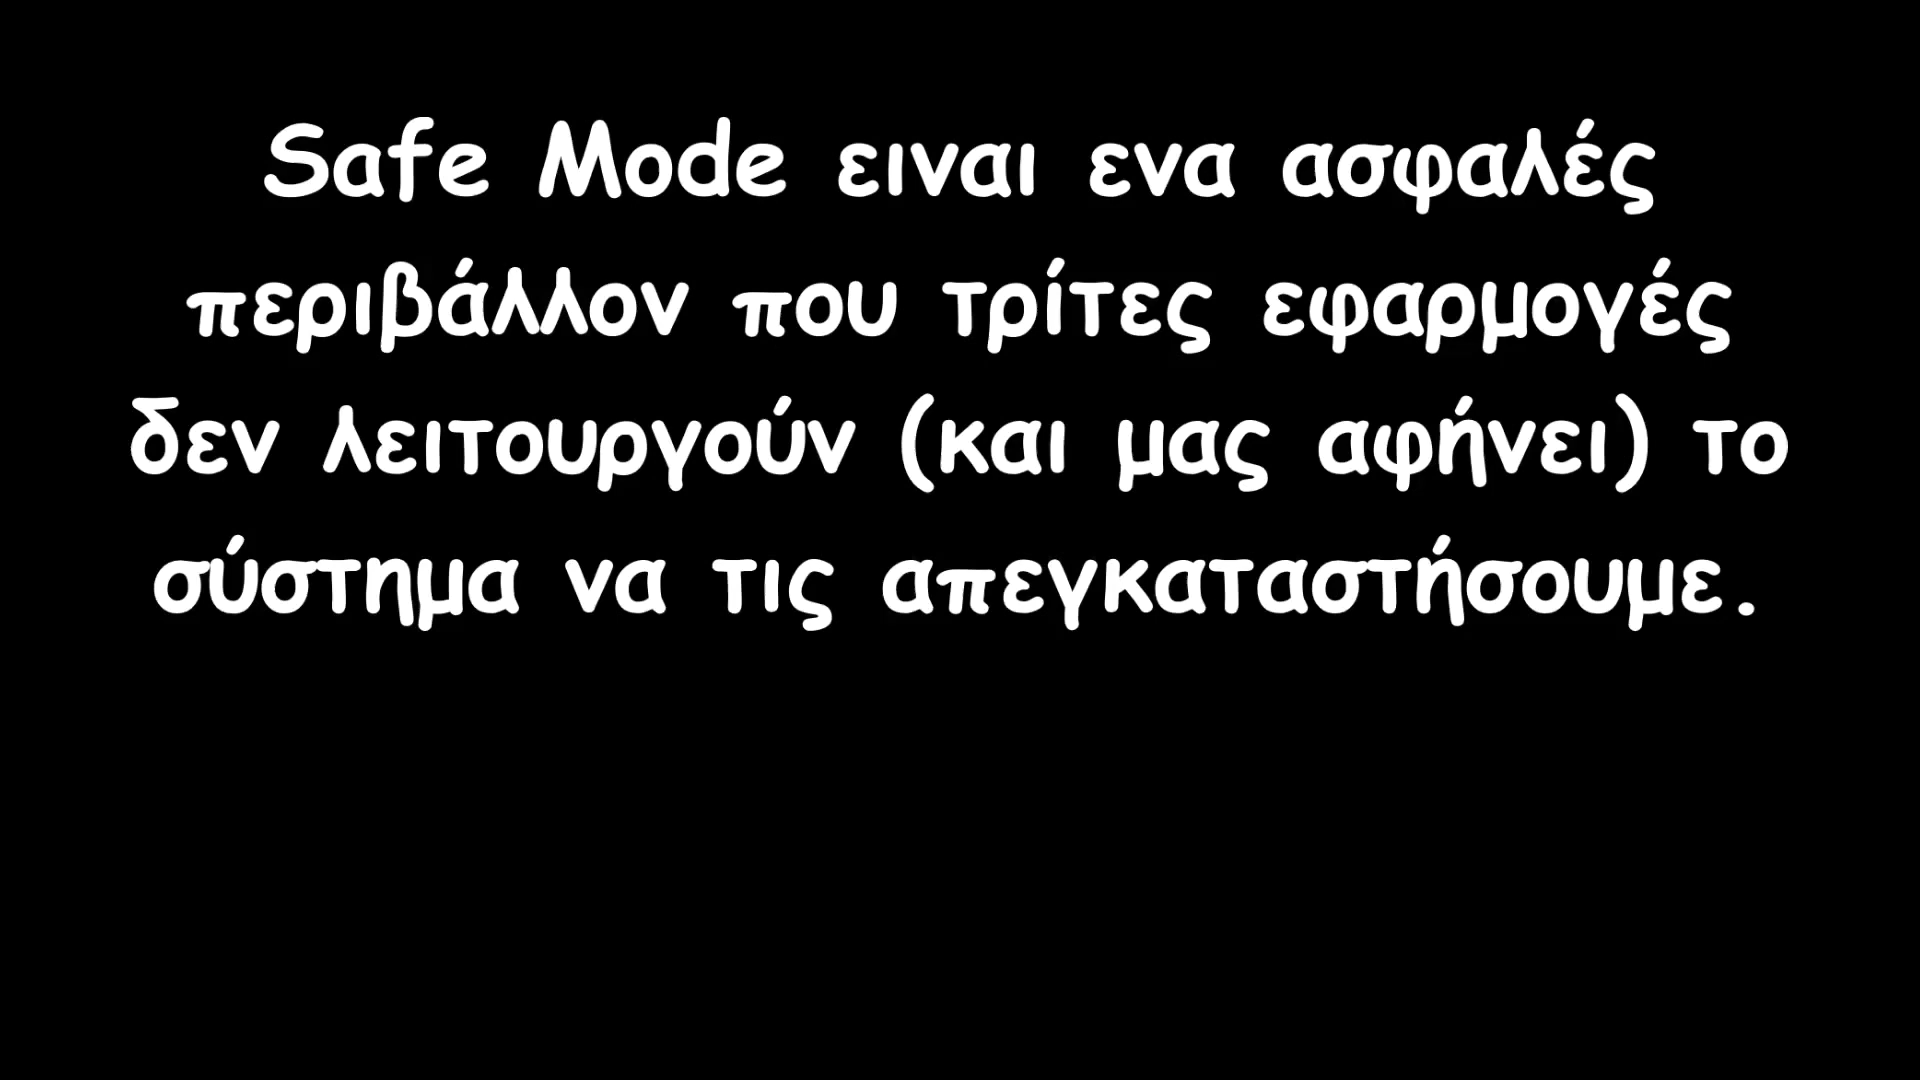 Safe Mode ειναι ενα ασφαλές
περιβάλλον που τρίτες εφαρμογές
δεν λειτουργούν (και μας αφήνει) το
σύστημα να τις απεγκαταστήσουμε.